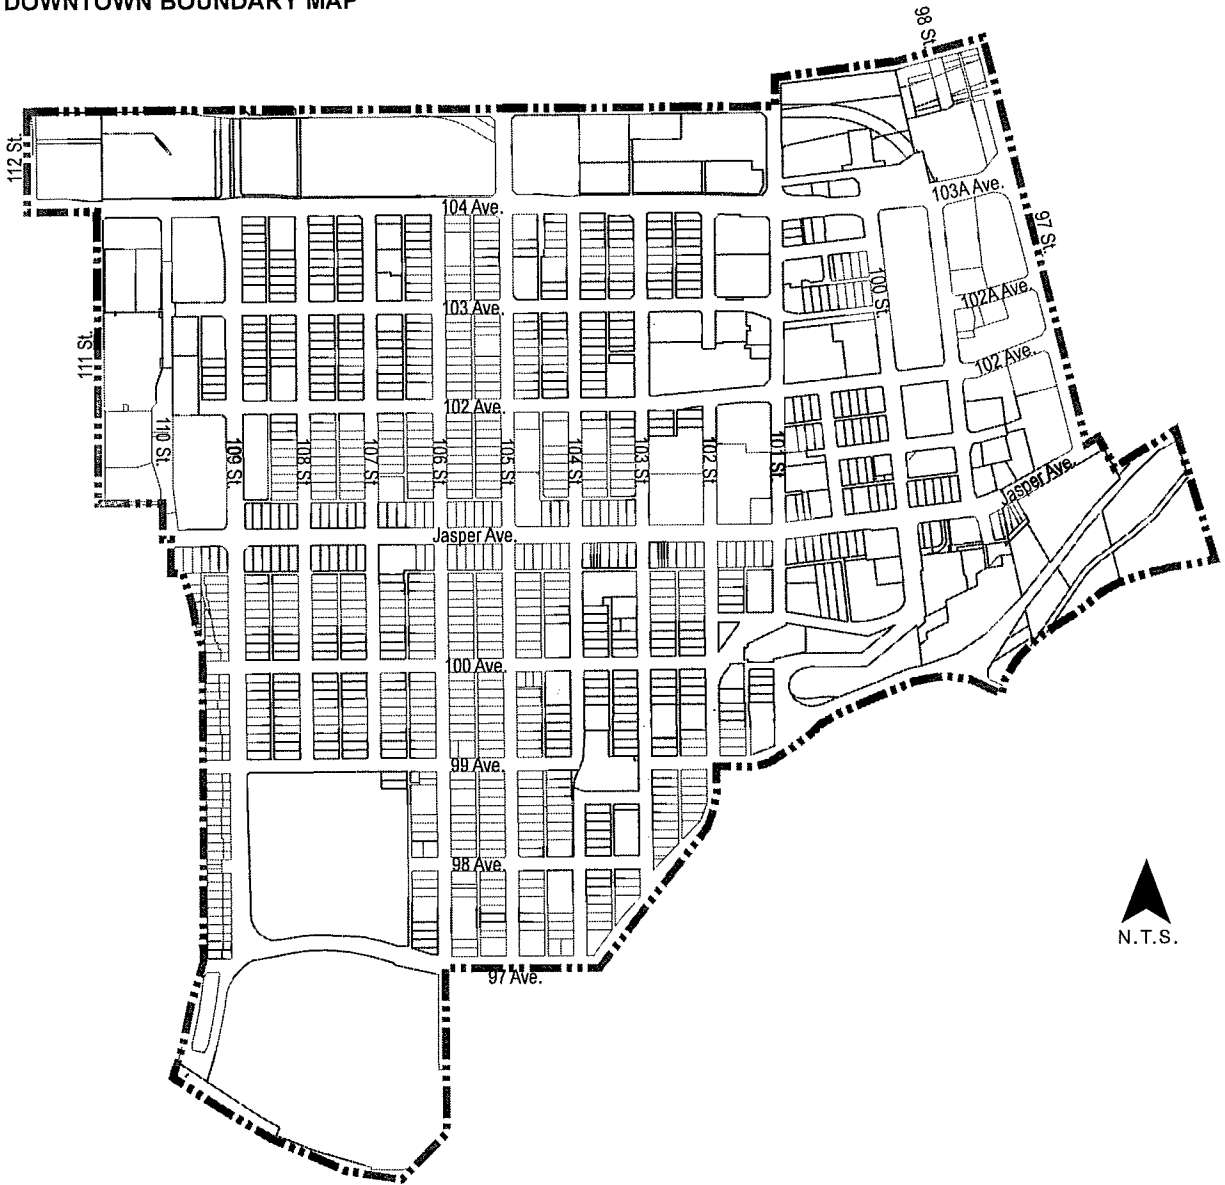 DOWNTOWN BOUNDARY MAP
98 St.
112 St.
104 Ave.
103A Ave.
97 St.
100 St.
102A Ave.
103 Ave.
111 St.
102 Ave.
102 Ave.
110 St.
109 St.
108 St.
107 St.
106 St.
105 St.
104 St.
103 St.
102 St.
101 St.
Jasper Ave.
Jasper Ave.
100 Ave.
99 Ave.
98 Ave.
97 Ave.
N.T.S.